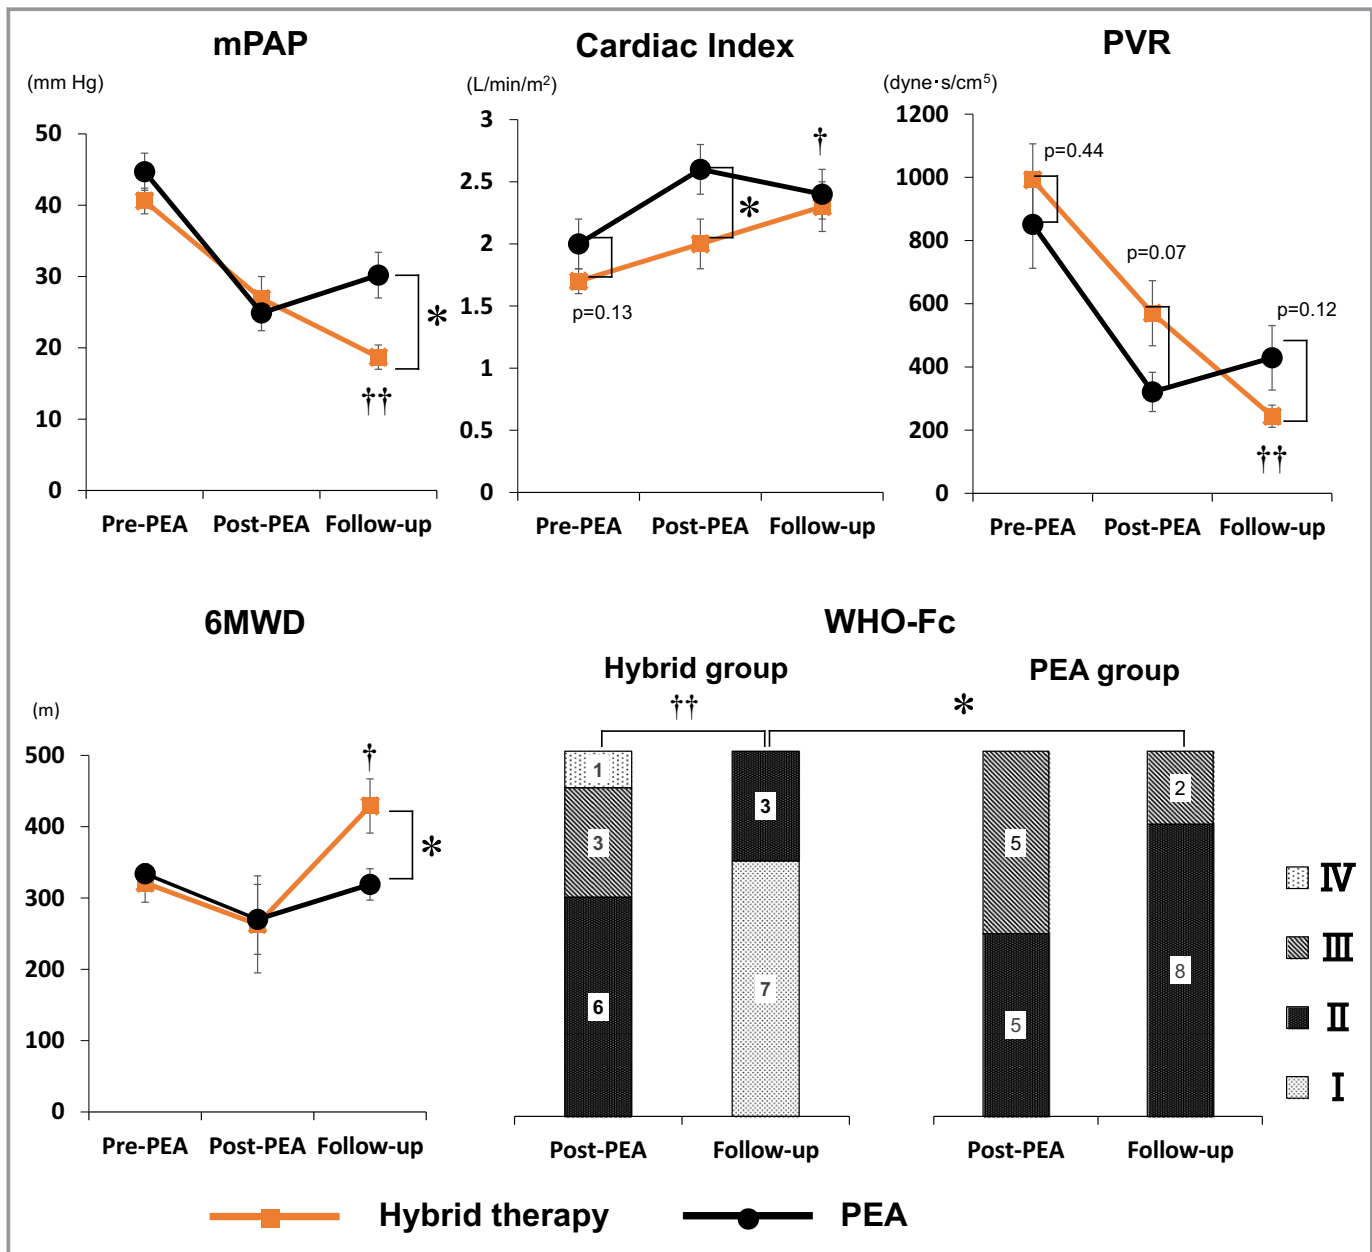 mPAP
(mm Hg)
50
40
30
20
10
0
*
††
Pre-PEA Post-PEA Follow-up
Cardiac Index
(L/min/m²)
3
2.5
2
1.5
1
0.5
0
†
*
p=0.13
Pre-PEA Post-PEA Follow-up
PVR
(dyne·s/cm⁵)
1200
1000
800
600
400
200
0
p=0.44
p=0.07
p=0.12
††
Pre-PEA Post-PEA Follow-up
6MWD
(m)
500
400
300
200
100
0
†
*
Pre-PEA Post-PEA Follow-up
WHO-Fc
Hybrid group PEA group
†† *
1
3
6
3
7
5
5
2
8
Post-PEA Follow-up Post-PEA Follow-up
IV
III
II
I
Hybrid therapy PEA